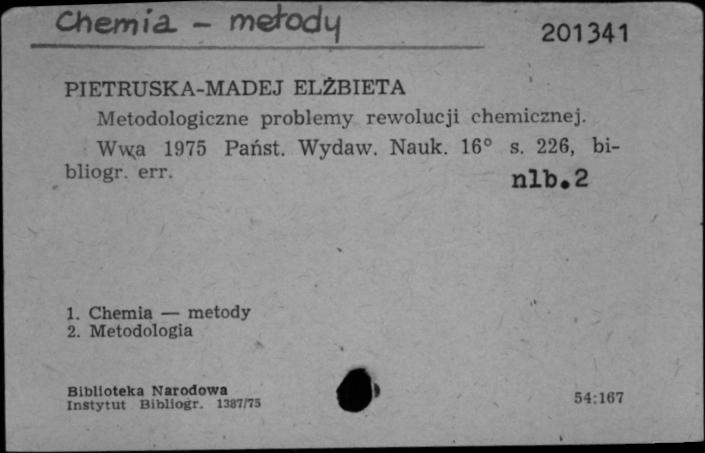 Chemia - metody
201341
PIETRUSKA-MADEJ ELŻBIETA
Metodologiczne problemy rewolucji chemicznej.
Wwa 1975 Państ. Wydaw. Nauk. 16° s. 226, bi-
bliogr. err.
nlb.2
1. Chemia — metody
2. Metodologia
Biblioteka Narodowa
Instytut Bibliogr. 1387/75
54:167